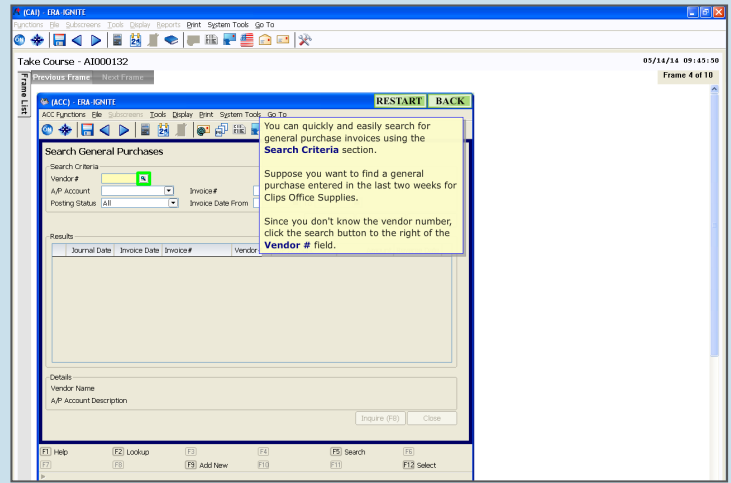 (CAI) - ERA-IGNITE
Functions File Subscreens Tools Display Reports Print System Tools Go To
Take Course - AI000132
05/14/14 09:45:50
Previous Frame Next Frame
Frame 4 of 10
Frame List
(ACC) - ERA-IGNITE
RESTART BACK
ACC Functions File Subscreens Tools Display Print System Tools Go To
You can quickly and easily search for
general purchase invoices using the
Search Criteria section.
Suppose you want to find a general
purchase entered in the last two weeks for
Clips Office Supplies.
Since you don't know the vendor number,
click the search button to the right of the
Vendor # field.
Search General Purchases
Search Criteria
Vendor #
A/P Account
Invoice#
Posting Status All
Invoice Date From
Results
Journal Date Invoice Date Invoice# Vendor
Details
Vendor Name
A/P Account Description
Inquire (F8) Close
F1 Help F2 Lookup F3 F4 F5 Search F6
F7 F8 F9 Add New F10 F11 F12 Select